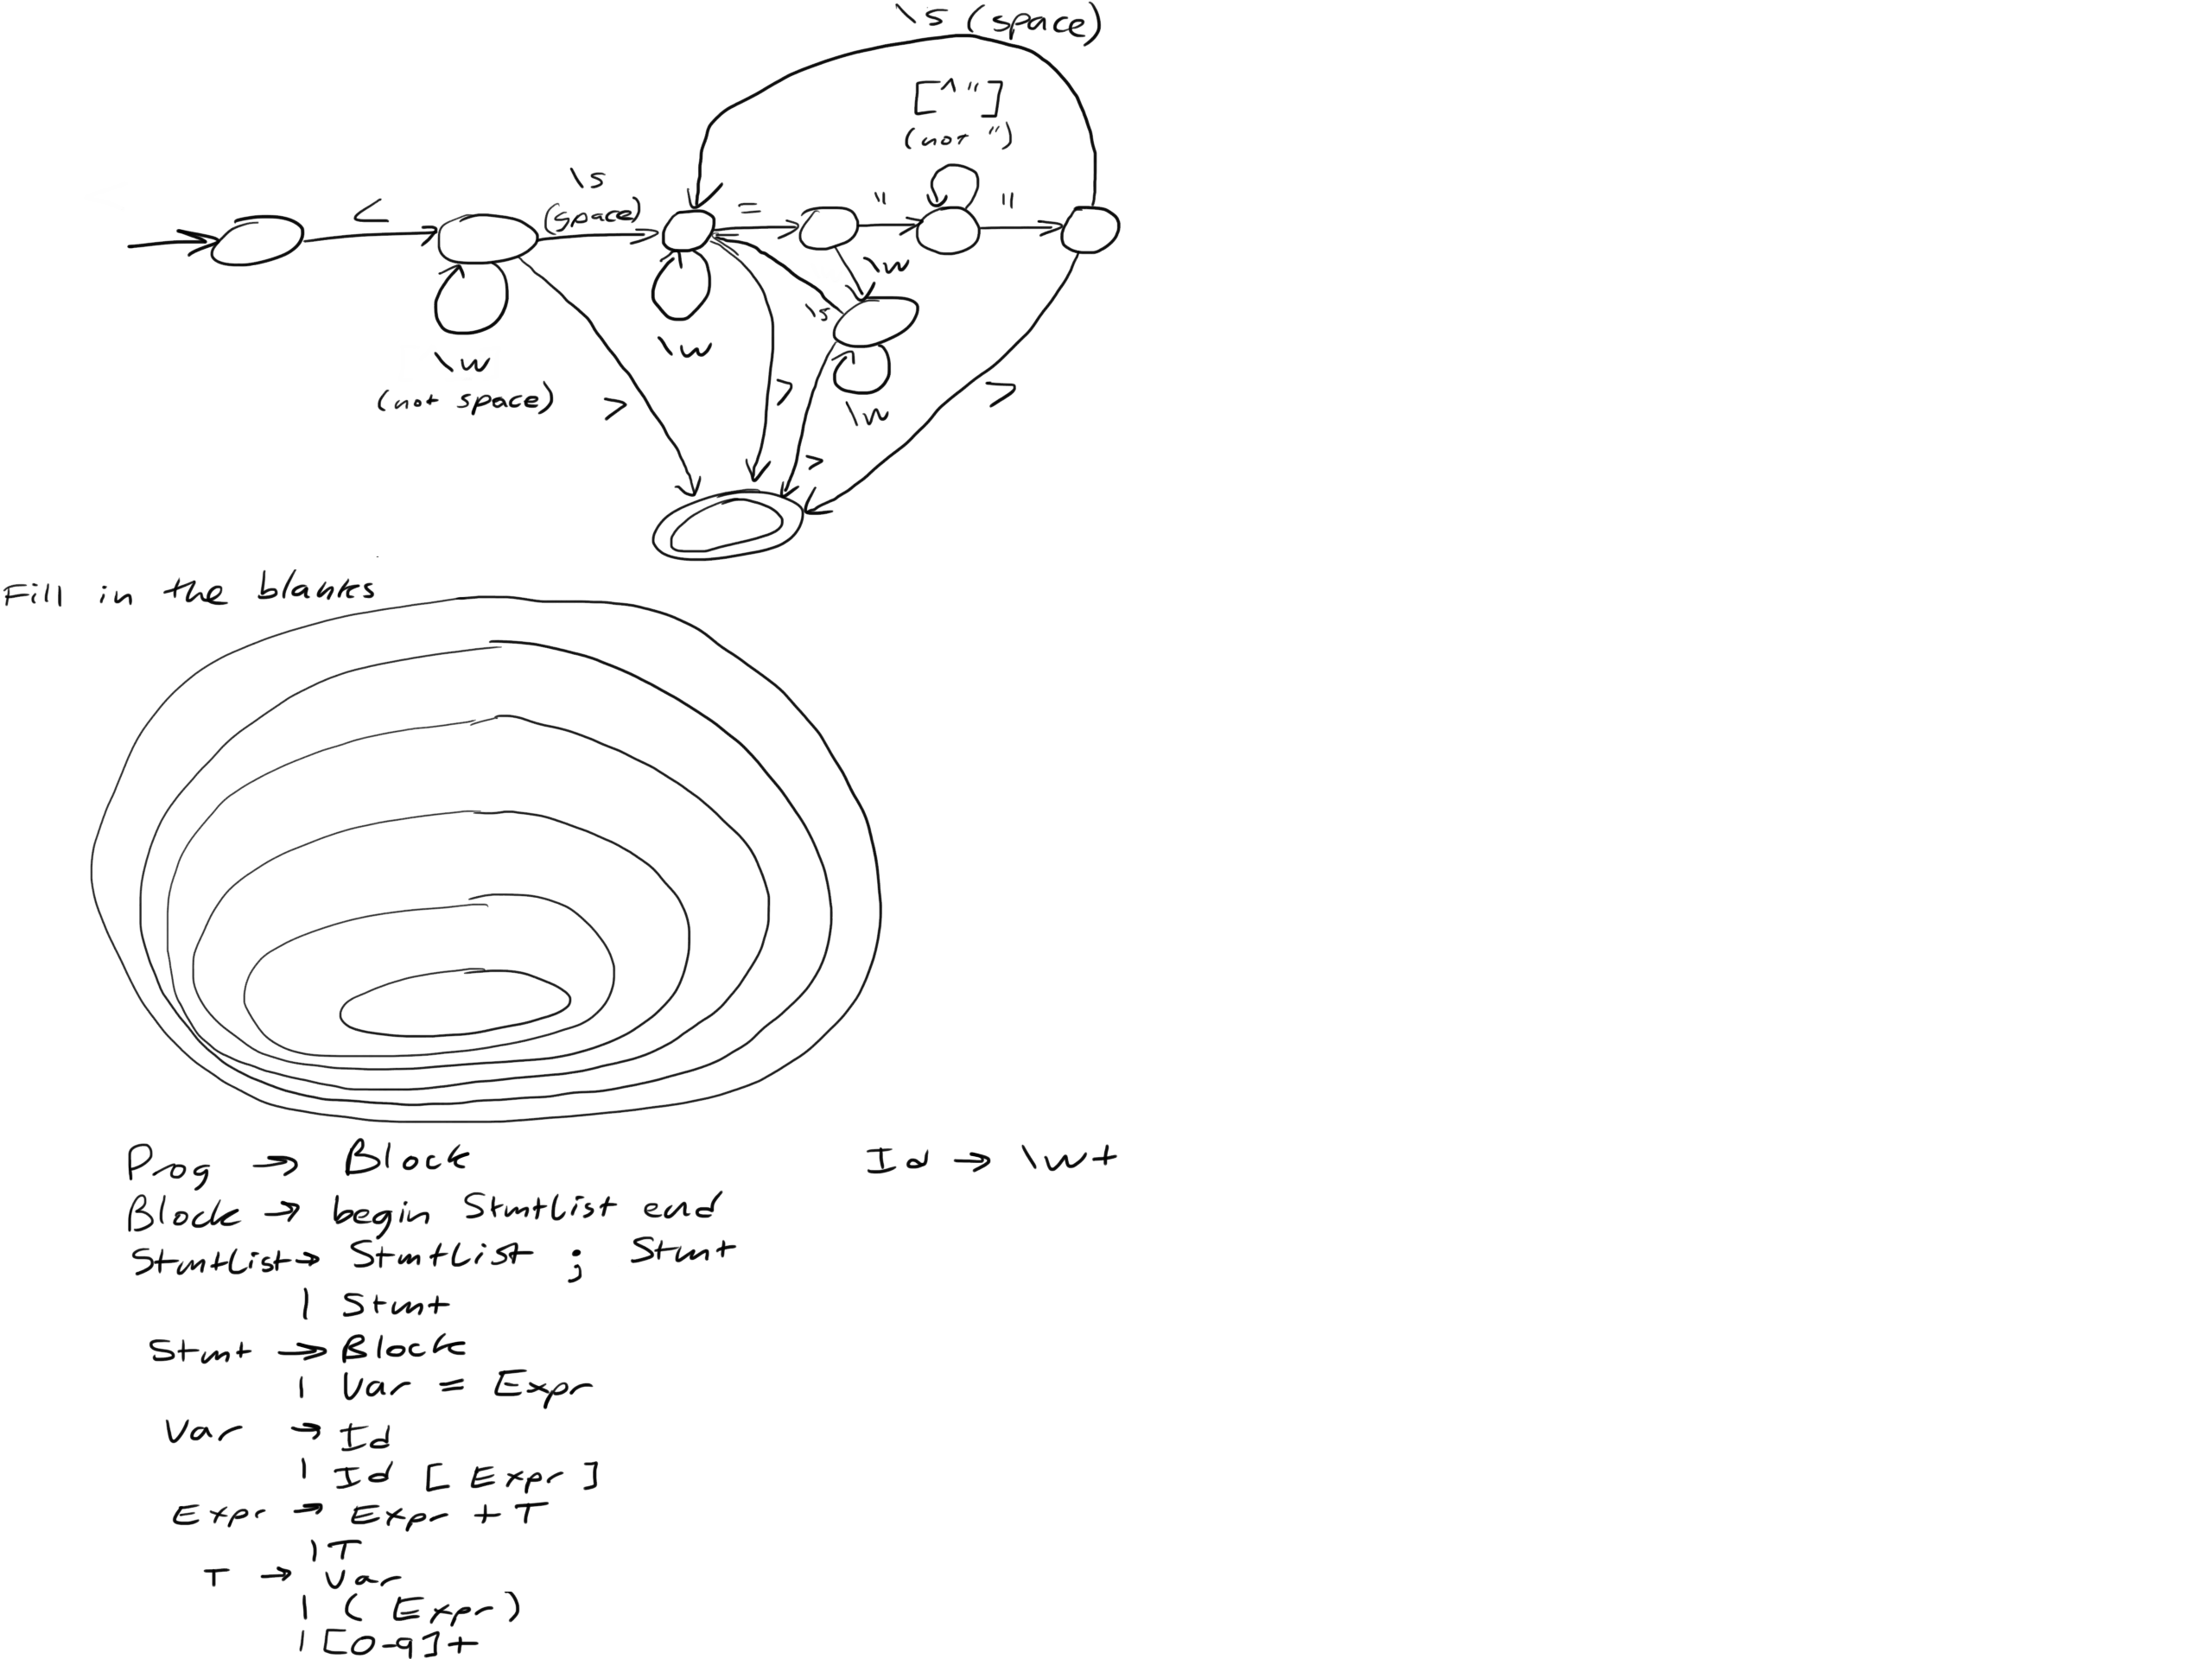 \s (space)
[^"]
(not ")
\s
(space)
<
=
"
"
\w
\s
\w
(not space)
\w
\w
>
>
>
>
Fill in the blanks
Prog → Block
Id → \w+
Block → begin StmtList end
StmtList → StmtList ; Stmt
| Stmt
Stmt → Block
| Var = Expr
Var → Id
| Id [ Expr ]
Expr → Expr + T
| T
T → Var
| ( Expr )
| [0-9]+